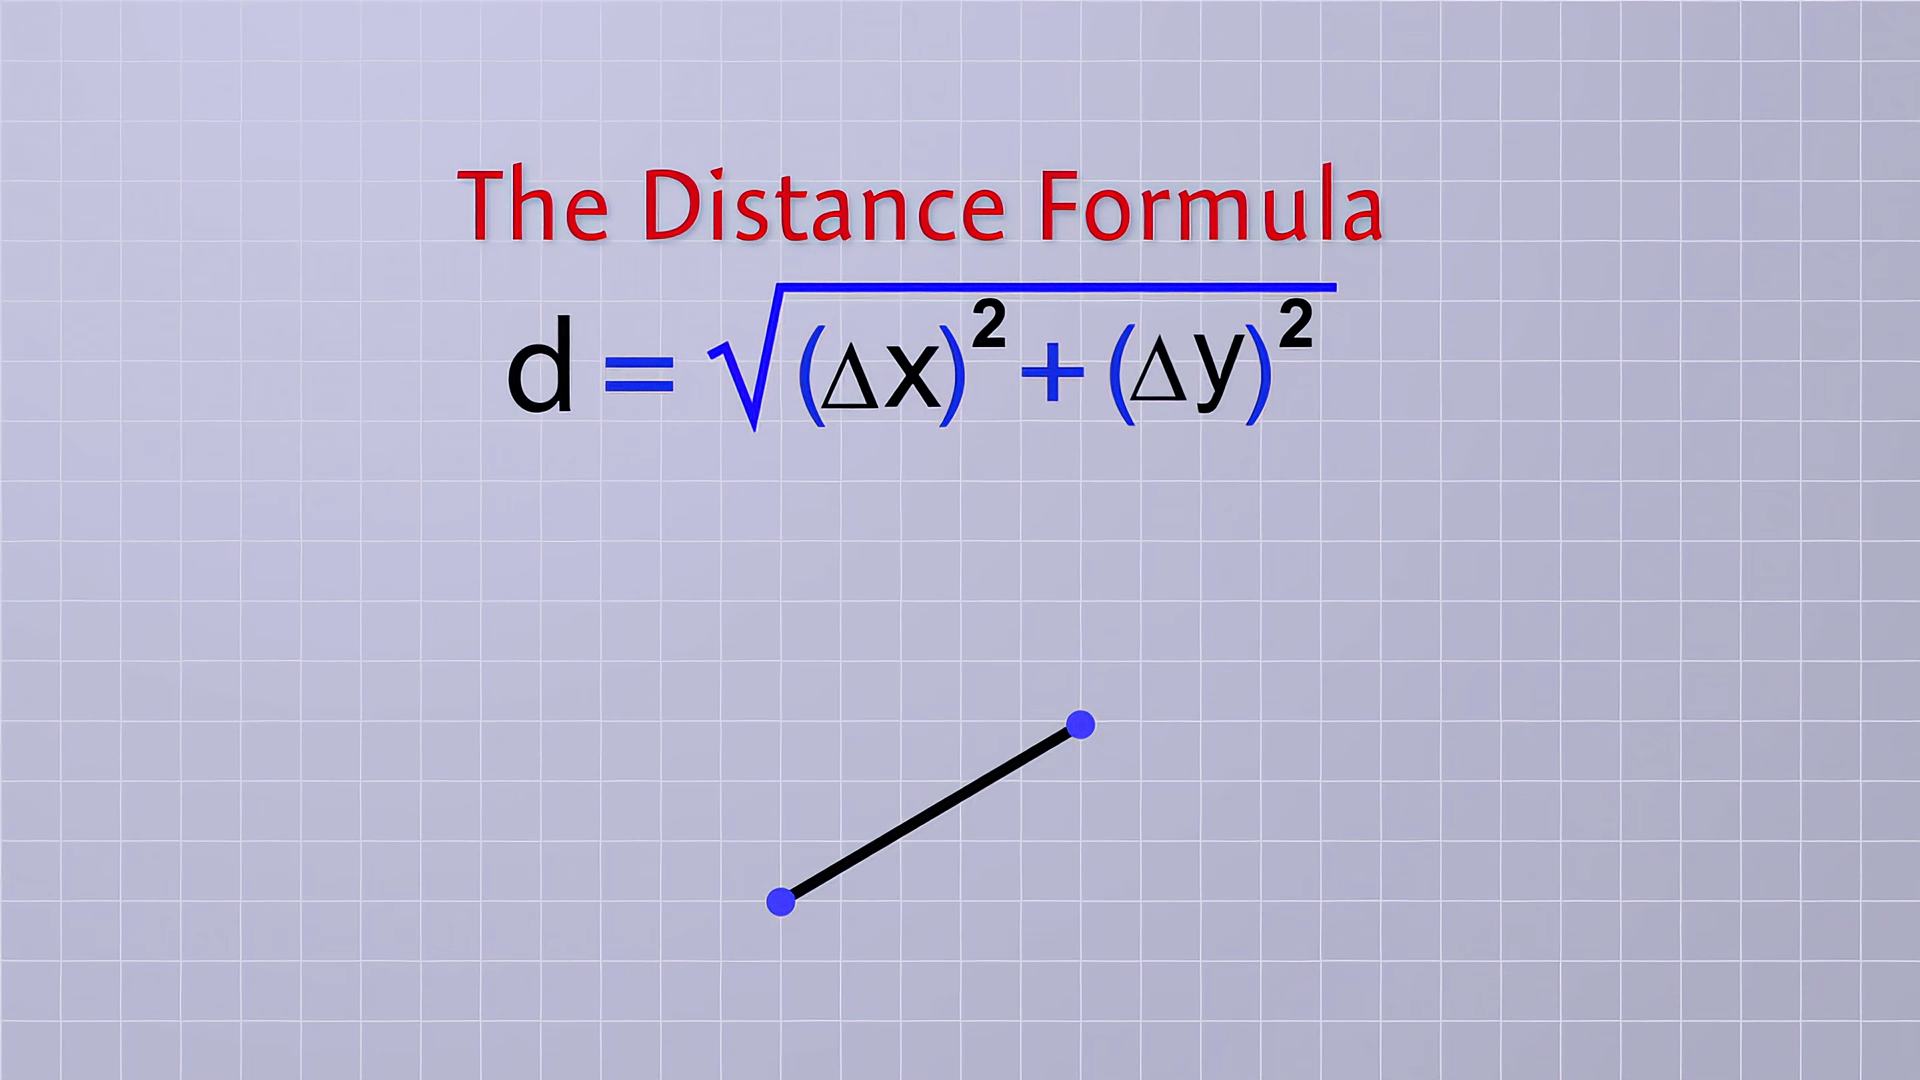 The Distance Formula
d = √(Δx)² + (Δy)²